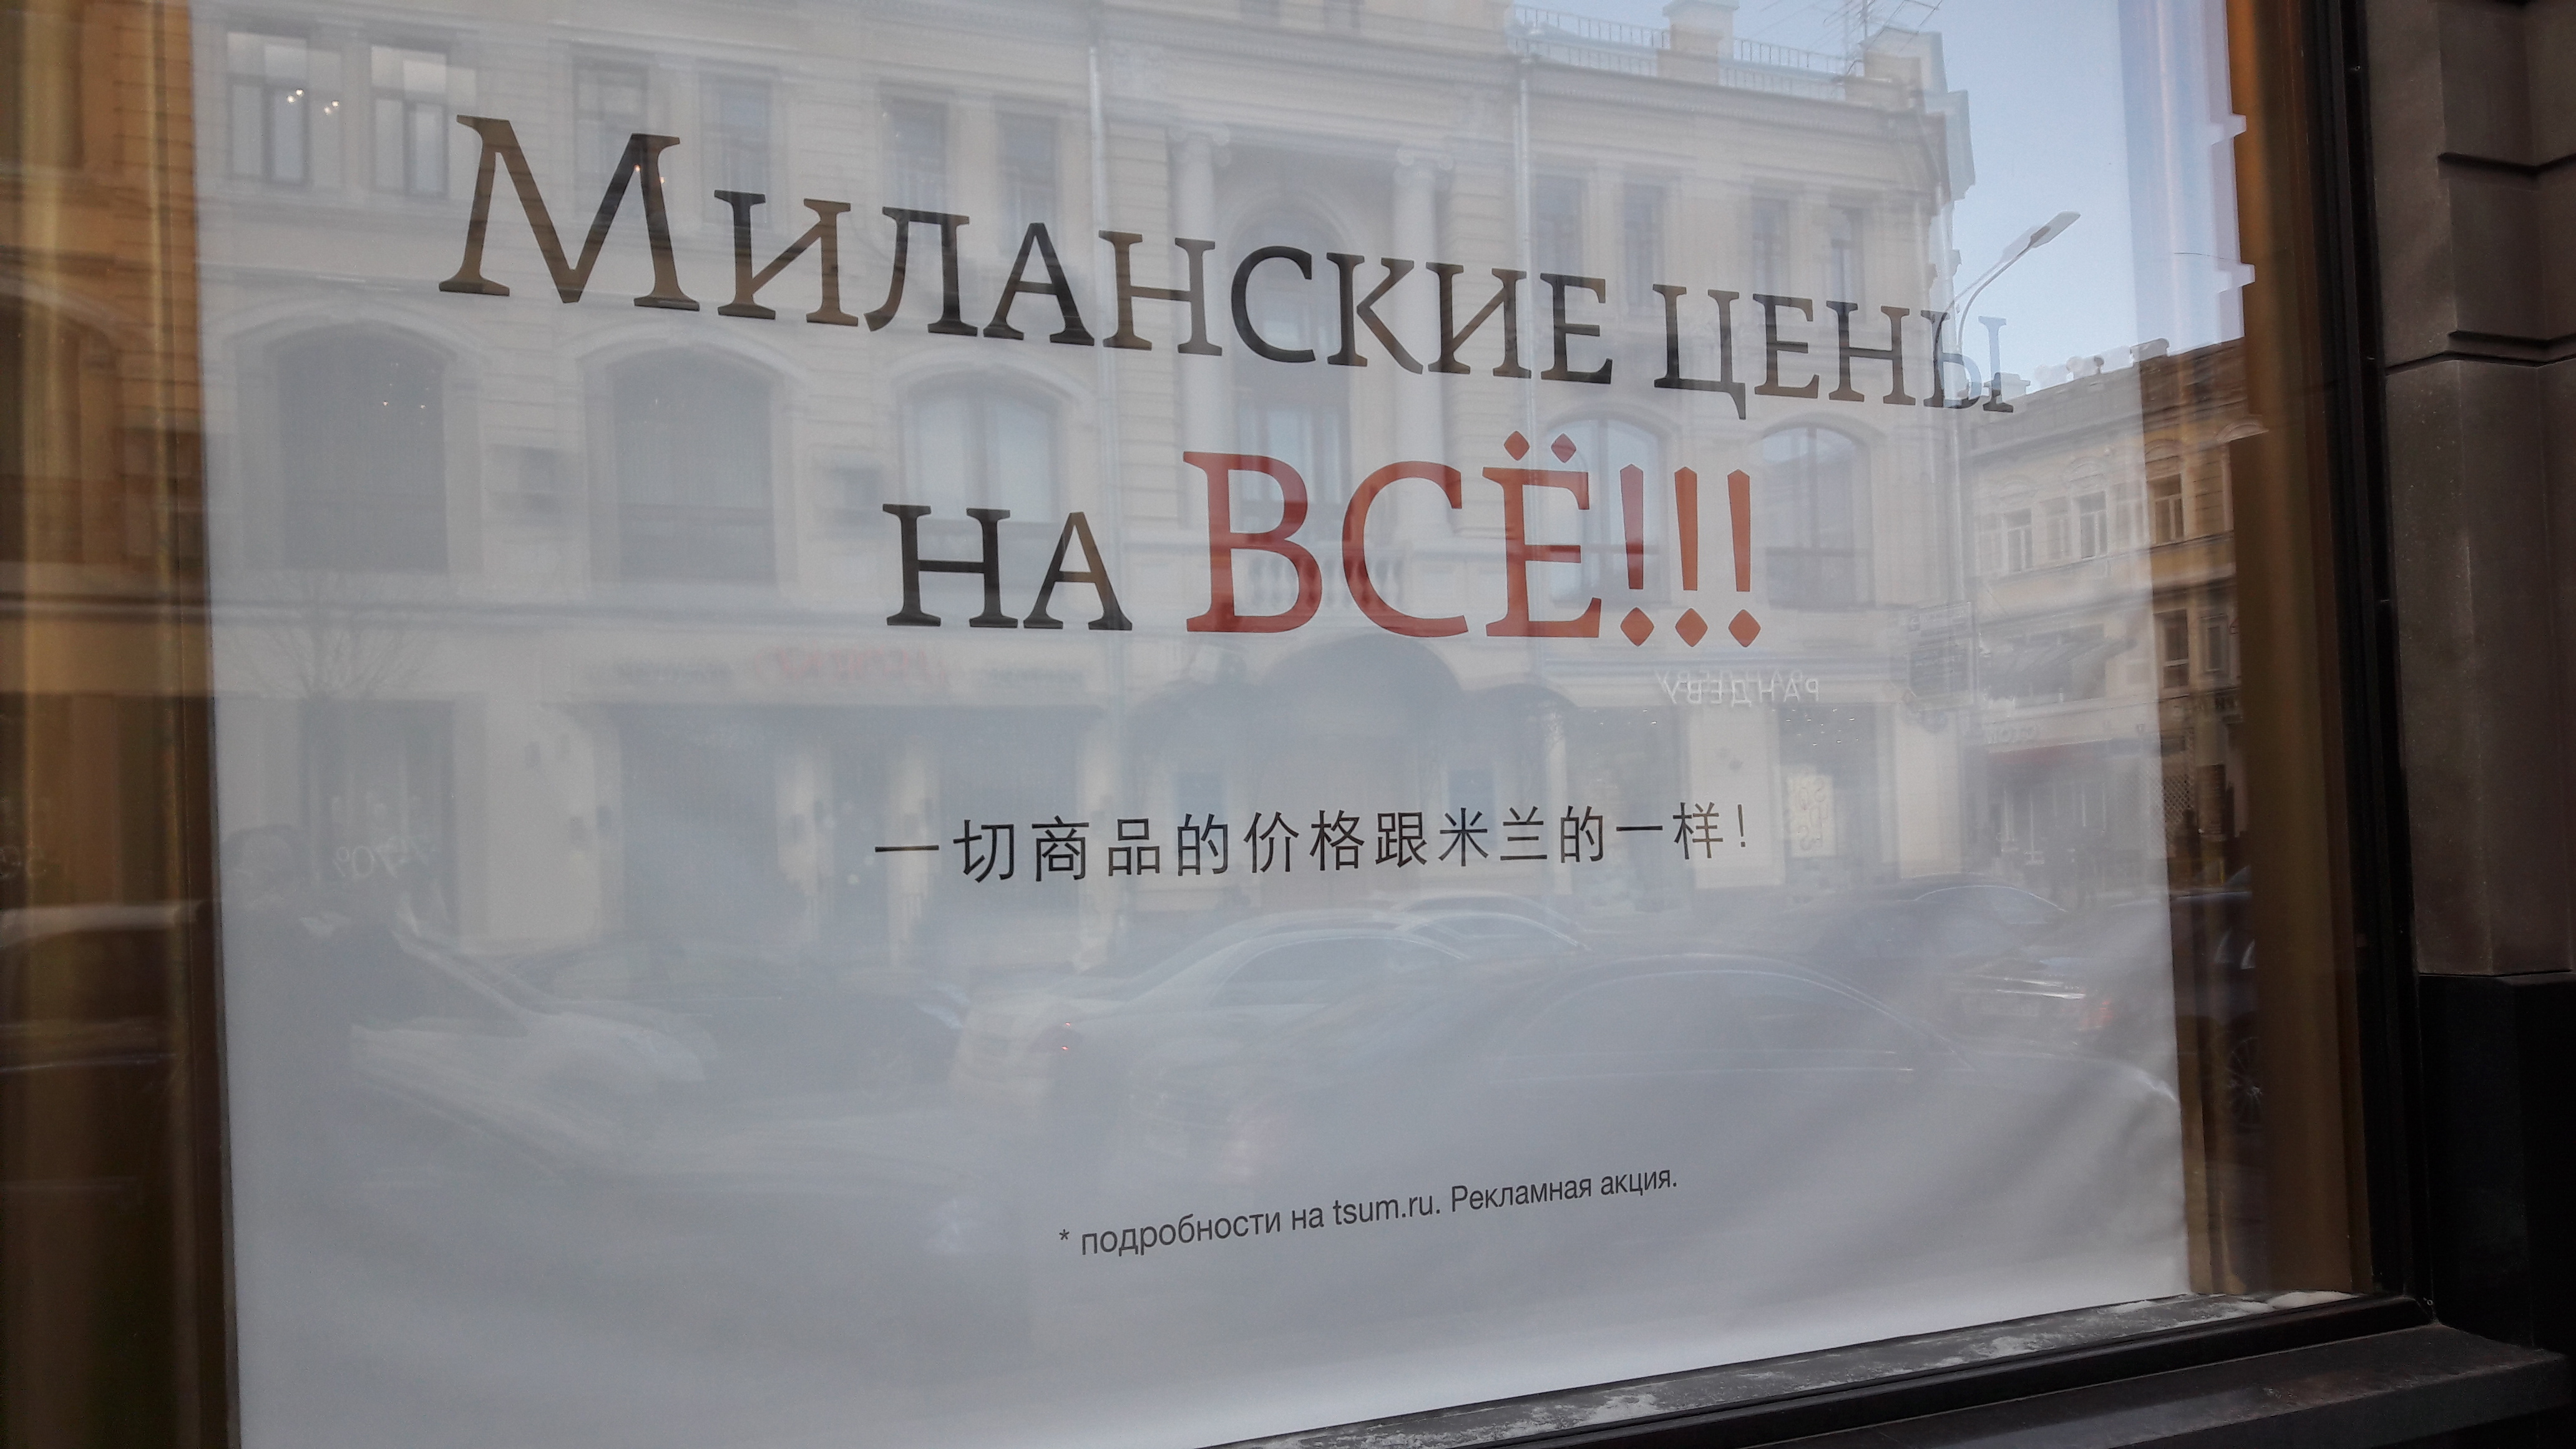 Миланские цены
на ВСЁ!!!
РАНДЕВУ
一切商品的价格跟米兰的一样!
* подробности на tsum.ru. Рекламная акция.